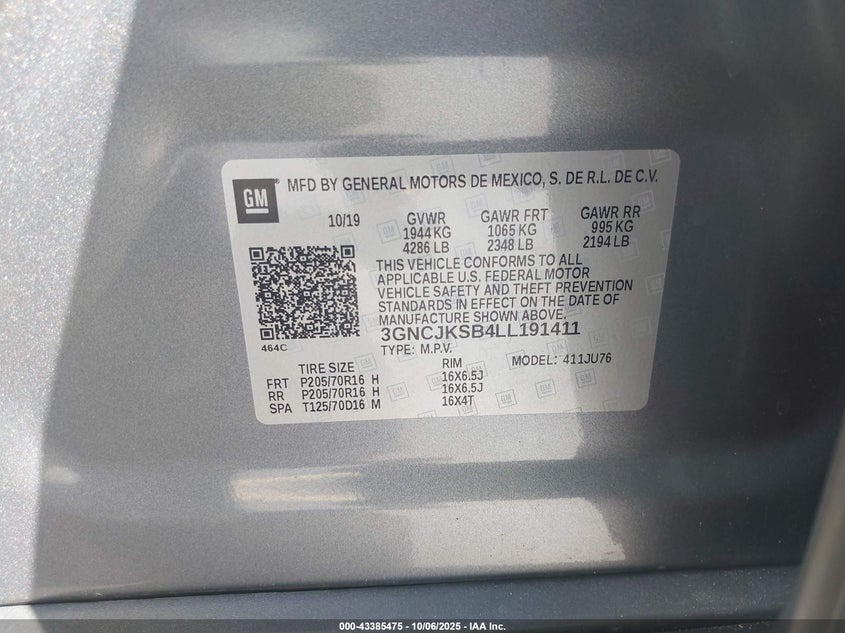 GM ® MFD BY GENERAL MOTORS DE MEXICO, S. DE R.L. DE C.V.
10/19 GVWR GAWR FRT GAWR RR
1944 KG 1065 KG 995 KG
4286 LB 2348 LB 2194 LB
THIS VEHICLE CONFORMS TO ALL
APPLICABLE U.S. FEDERAL MOTOR
VEHICLE SAFETY AND THEFT PREVENTION
STANDARDS IN EFFECT ON THE DATE OF
MANUFACTURE SHOWN ABOVE.
3GNCJKSB4LL191411
464C
TYPE: M.P.V. MODEL: 411JU76
TIRE SIZE RIM
FRT P205/70R16 H 16X6.5J
RR P205/70R16 H 16X6.5J
SPA T125/70D16 M 16X4T
000-43385475 - 10/06/2025 - IAA Inc.